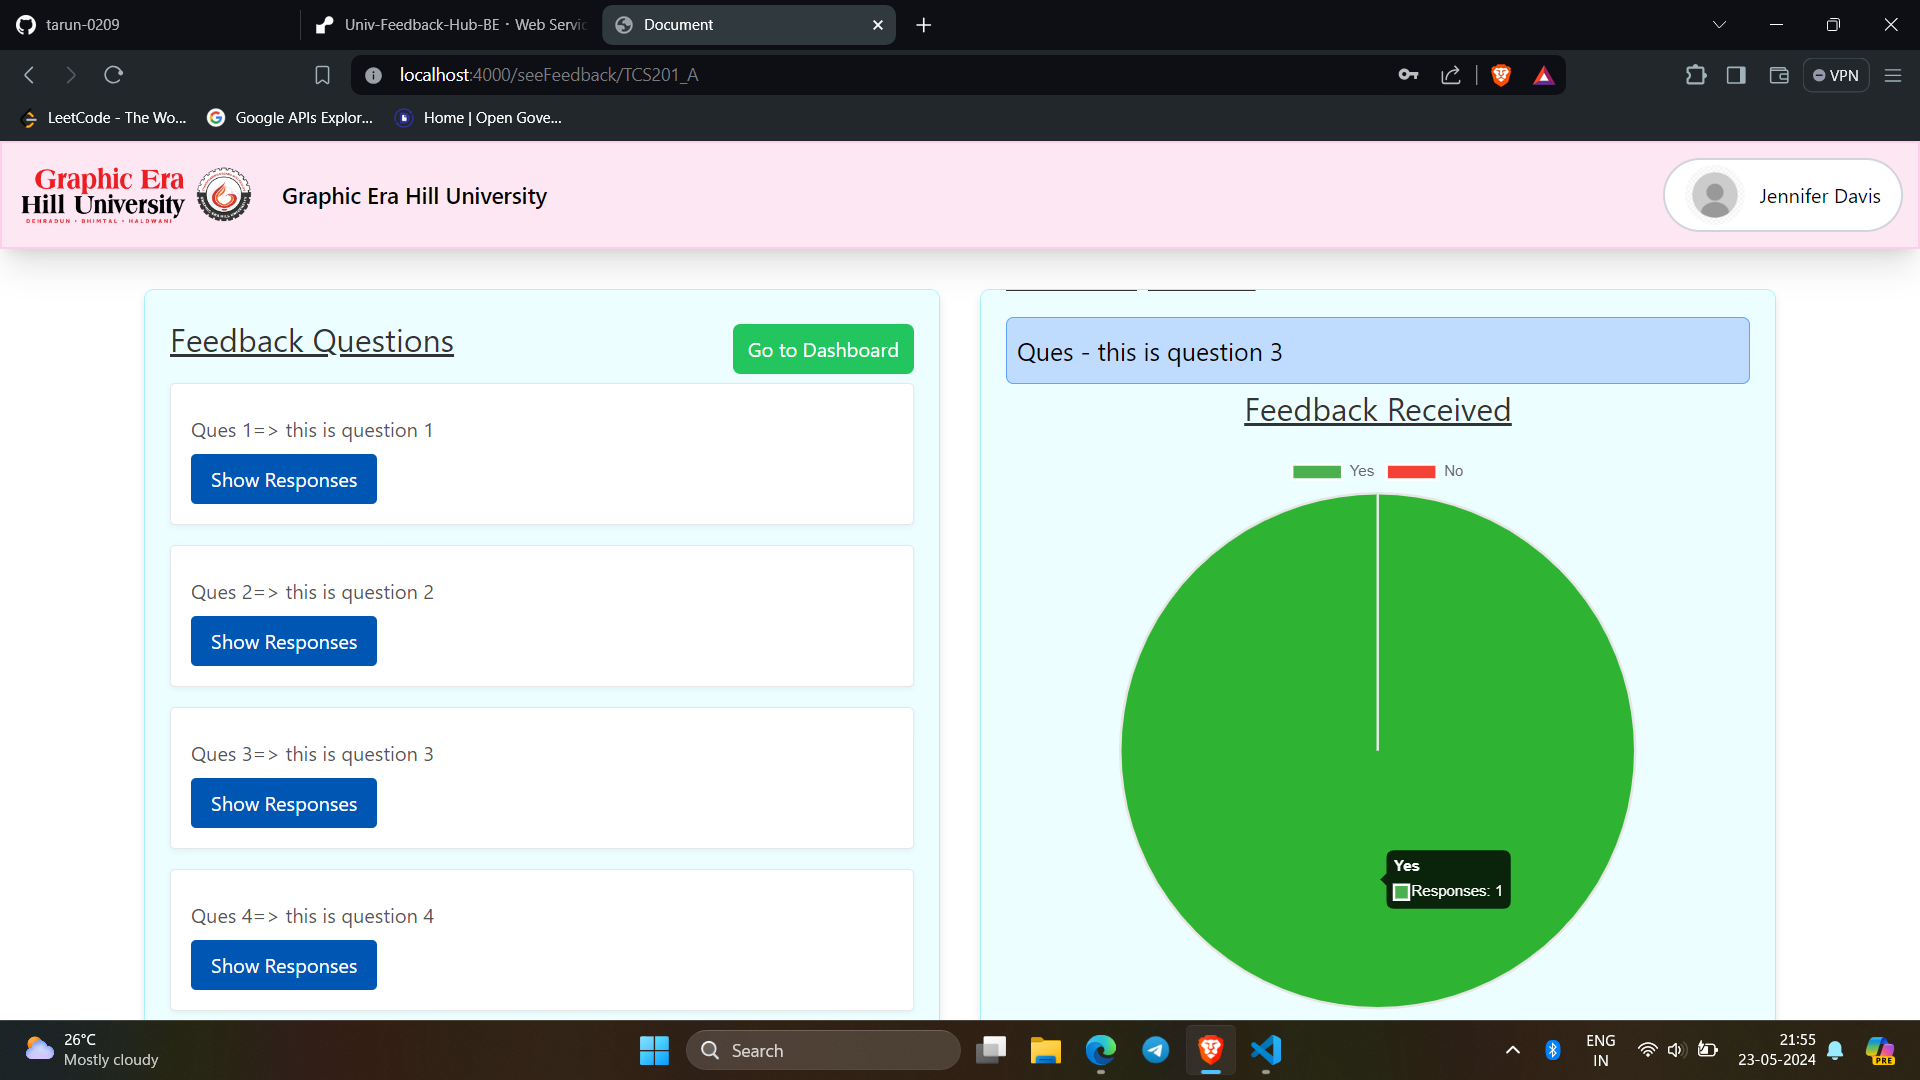 tarun-0209
Univ-Feedback-Hub-BE · Web Servic
Document
localhost:4000/seeFeedback/TCS201_A
VPN
LeetCode - The Wo...
Google APIs Explor...
Home | Open Gove...
Graphic Era
Hill University
DEHRADUN • BHIMTAL • HALDWANI
Graphic Era Hill University
Jennifer Davis
Feedback Questions
Go to Dashboard
Ques 1=> this is question 1
Show Responses
Ques 2=> this is question 2
Show Responses
Ques 3=> this is question 3
Show Responses
Ques 4=> this is question 4
Show Responses
Ques - this is question 3
Feedback Received
Yes No
Yes
Responses: 1
26°C
Mostly cloudy
Search
ENG
IN
21:55
23-05-2024
PRE